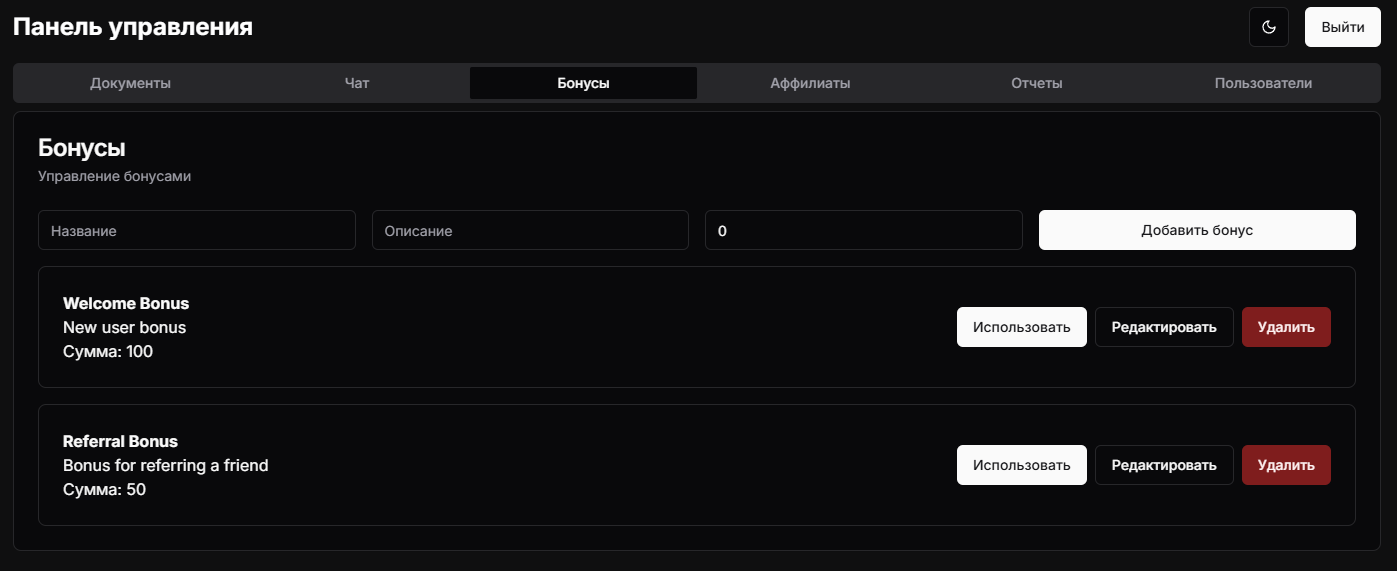 Панель управления
Выйти
Документы
Чат
Бонусы
Аффилиаты
Отчеты
Пользователи
Бонусы
Управление бонусами
Название
Описание
0
Добавить бонус
Welcome Bonus
New user bonus
Сумма: 100
Использовать
Редактировать
Удалить
Referral Bonus
Bonus for referring a friend
Сумма: 50
Использовать
Редактировать
Удалить